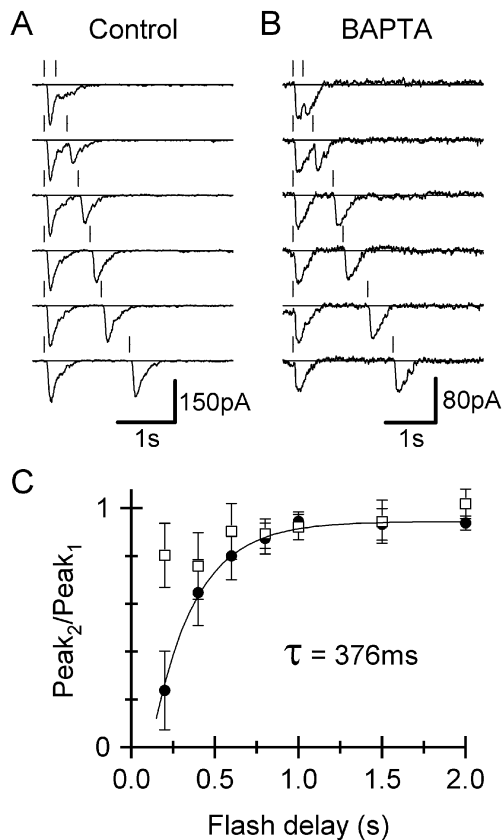 A Control
B BAPTA
150pA
1s
80pA
1s
C
Peak2/Peak1
1
0
τ = 376ms
0.0 0.5 1.0 1.5 2.0
Flash delay (s)